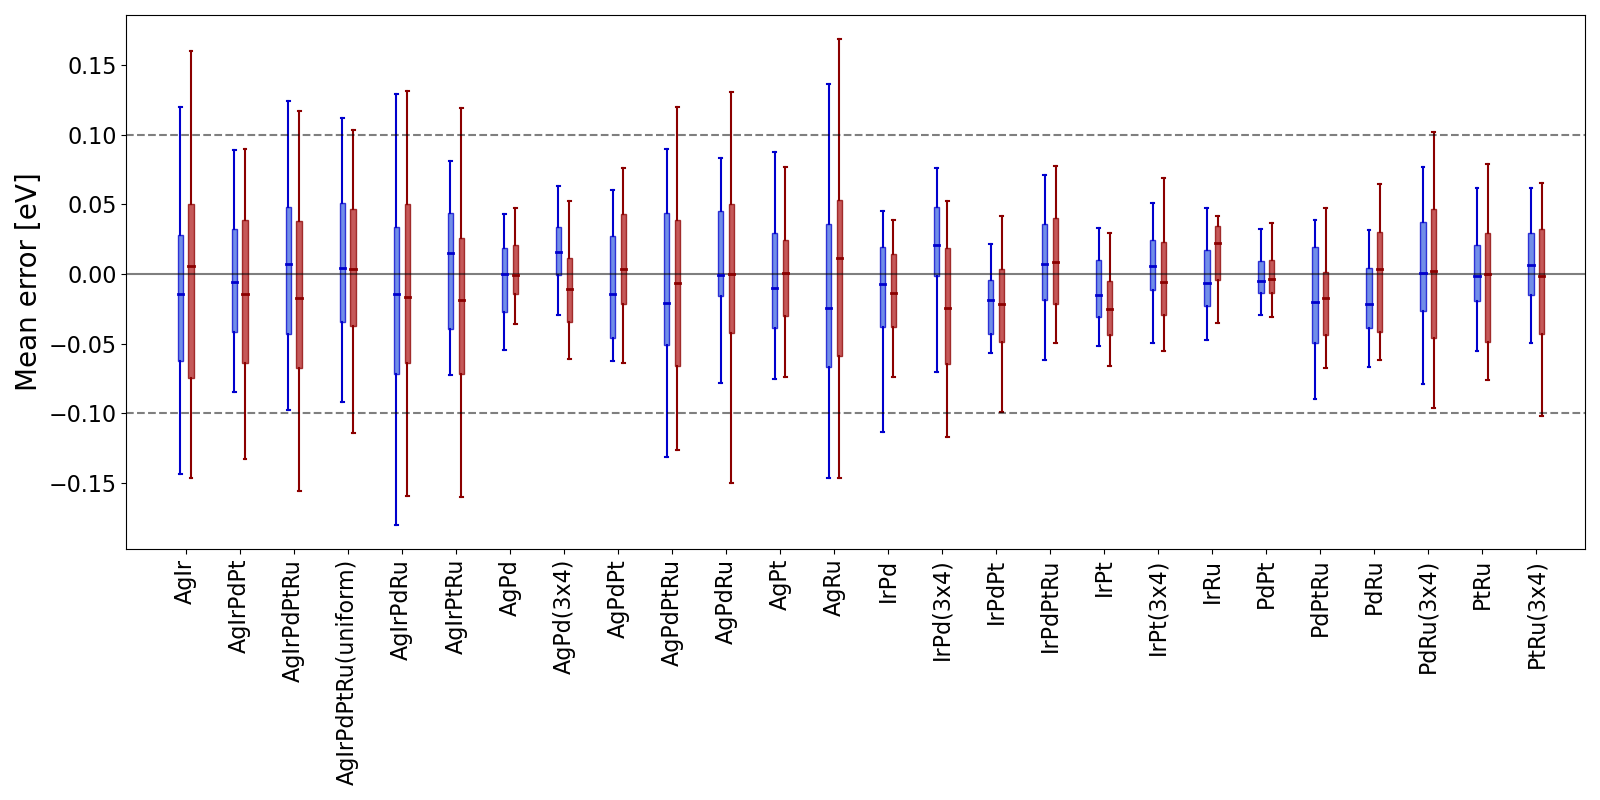 Mean error [eV]
0.15
0.10
0.05
0.00
−0.05
−0.10
−0.15
AgIr
AgIrPdPt
AgIrPdPtRu
AgIrPdPtRu(uniform)
AgIrPdRu
AgIrPtRu
AgPd
AgPd(3x4)
AgPdPt
AgPdPtRu
AgPdRu
AgPt
AgRu
IrPd
IrPd(3x4)
IrPdPt
IrPdPtRu
IrPt
IrPt(3x4)
IrRu
PdPt
PdPtRu
PdRu
PdRu(3x4)
PtRu
PtRu(3x4)